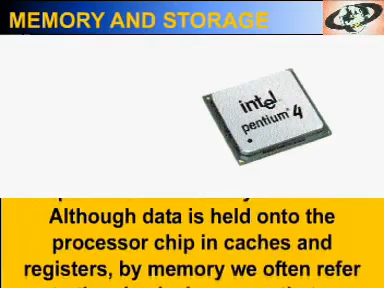 MEMORY AND STORAGE
intel
pentium 4
Although data is held onto the
processor chip in caches and
registers, by memory we often refer